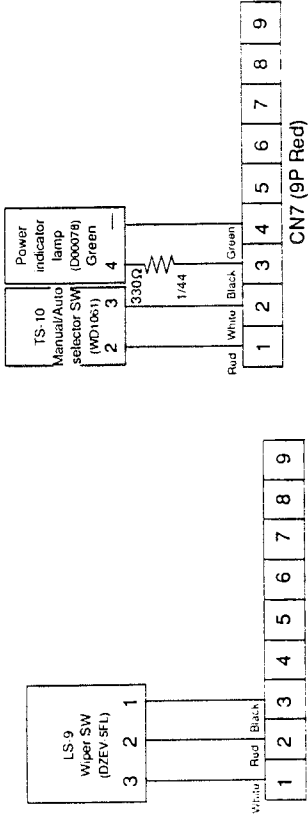 LS-9
Wiper SW
(DZEV-5FL)
3 2 1
White Red Black
1 2 3 4 5 6 7 8 9
TS-10
Manual/Auto
selector SW
(WD1061)
2 3
Power
indicator
lamp
(D00078)
Green
4 —
330Ω
1/44
Red White Black Green
1 2 3 4 5 6 7 8 9
CN7 (9P Red)